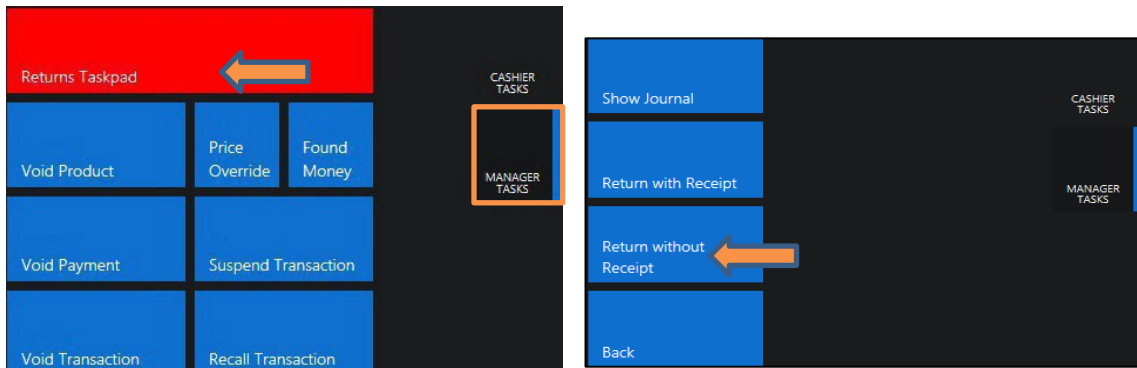 Returns Taskpad
CASHIER
TASKS
Void Product
Price
Override
Found
Money
MANAGER
TASKS
Void Payment
Suspend Transaction
Void Transaction
Recall Transaction
Show Journal
CASHIER
TASKS
Return with Receipt
MANAGER
TASKS
Return without
Receipt
Back